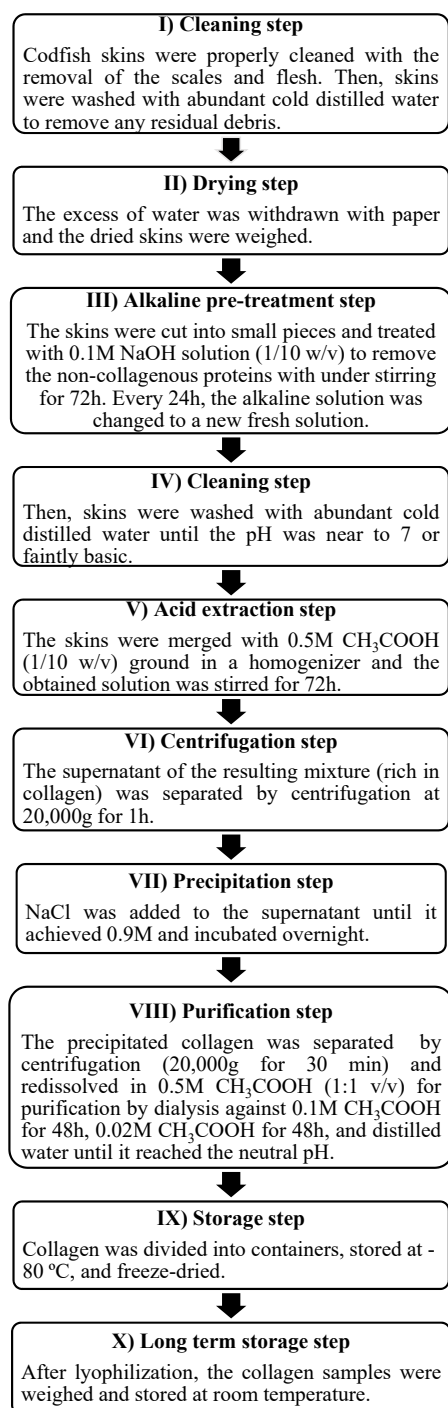 I) Cleaning step
Codfish skins were properly cleaned with the
removal of the scales and flesh. Then, skins
were washed with abundant cold distilled water
to remove any residual debris.
II) Drying step
The excess of water was withdrawn with paper
and the dried skins were weighed.
III) Alkaline pre-treatment step
The skins were cut into small pieces and treated
with 0.1M NaOH solution (1/10 w/v) to remove
the non-collagenous proteins with under stirring
for 72h. Every 24h, the alkaline solution was
changed to a new fresh solution.
IV) Cleaning step
Then, skins were washed with abundant cold
distilled water until the pH was near to 7 or
faintly basic.
V) Acid extraction step
The skins were merged with 0.5M CH₃COOH
(1/10 w/v) ground in a homogenizer and the
obtained solution was stirred for 72h.
VI) Centrifugation step
The supernatant of the resulting mixture (rich in
collagen) was separated by centrifugation at
20,000g for 1h.
VII) Precipitation step
NaCl was added to the supernatant until it
achieved 0.9M and incubated overnight.
VIII) Purification step
The precipitated collagen was separated by
centrifugation (20,000g for 30 min) and
redissolved in 0.5M CH₃COOH (1:1 v/v) for
purification by dialysis against 0.1M CH₃COOH
for 48h, 0.02M CH₃COOH for 48h, and distilled
water until it reached the neutral pH.
IX) Storage step
Collagen was divided into containers, stored at -
80 ºC, and freeze-dried.
X) Long term storage step
After lyophilization, the collagen samples were
weighed and stored at room temperature.